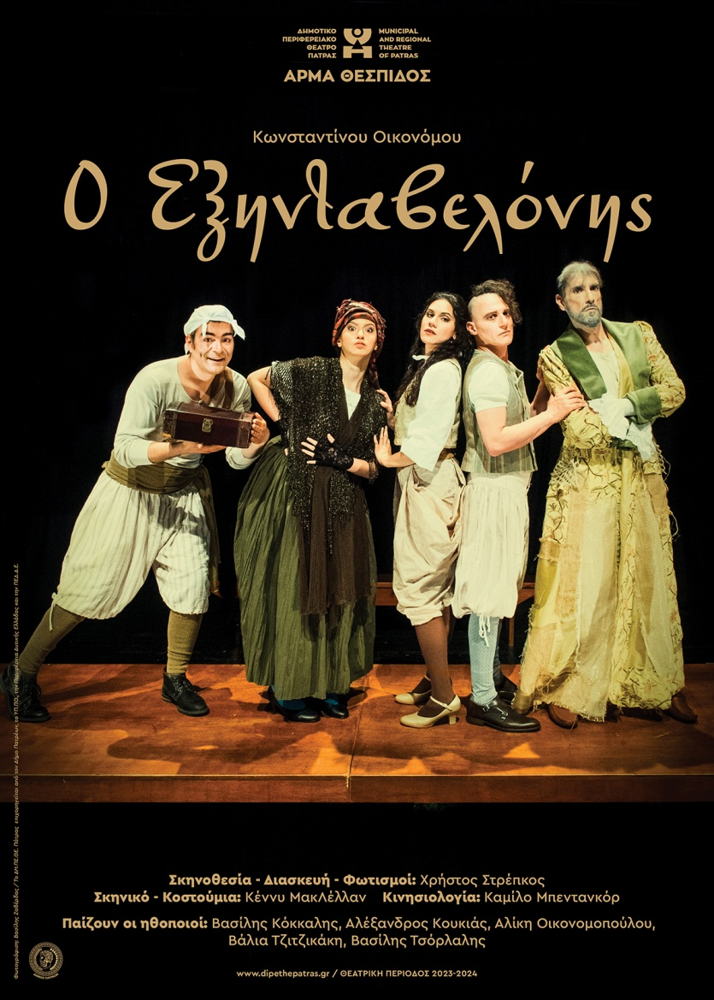 ΔΗΜΟΤΙΚΟ
ΠΕΡΙΦΕΡΕΙΑΚΟ
ΘΕΑΤΡΟ
ΠΑΤΡΑΣ
MUNICIPAL
AND REGIONAL
THEATRE
OF PATRAS
ΑΡΜΑ ΘΕΣΠΙΔΟΣ
Κωνσταντίνου Οικονόμου
Ο Εξηνταβελόνης
Σκηνοθεσία - Διασκευή - Φωτισμοί: Χρήστος Στρέπκος
Σκηνικό - Κοστούμια: Κέννυ ΜακΛέλλαν Κινησιολογία: Καμίλο Μπεντανκόρ
Παίζουν οι ηθοποιοί: Βασίλης Κόκκαλης, Αλέξανδρος Κουκιάς, Αλίκη Οικονομοπούλου,
Βάλια Τζιτζικάκη, Βασίλης Τσόρλαλης
www.dipethepatras.gr / ΘΕΑΤΡΙΚΗ ΠΕΡΙΟΔΟΣ 2023-2024
Φωτογράφιση: Βασίλης Ζαβέρδας / Το ΔΗ.ΠΕ.ΘΕ. Πάτρας επιχορηγείται από τον Δήμο Πατρέων, το ΥΠ.ΠΟ., την Περιφέρεια Δυτικής Ελλάδας και την ΠΕΔ.Δ.Ε.